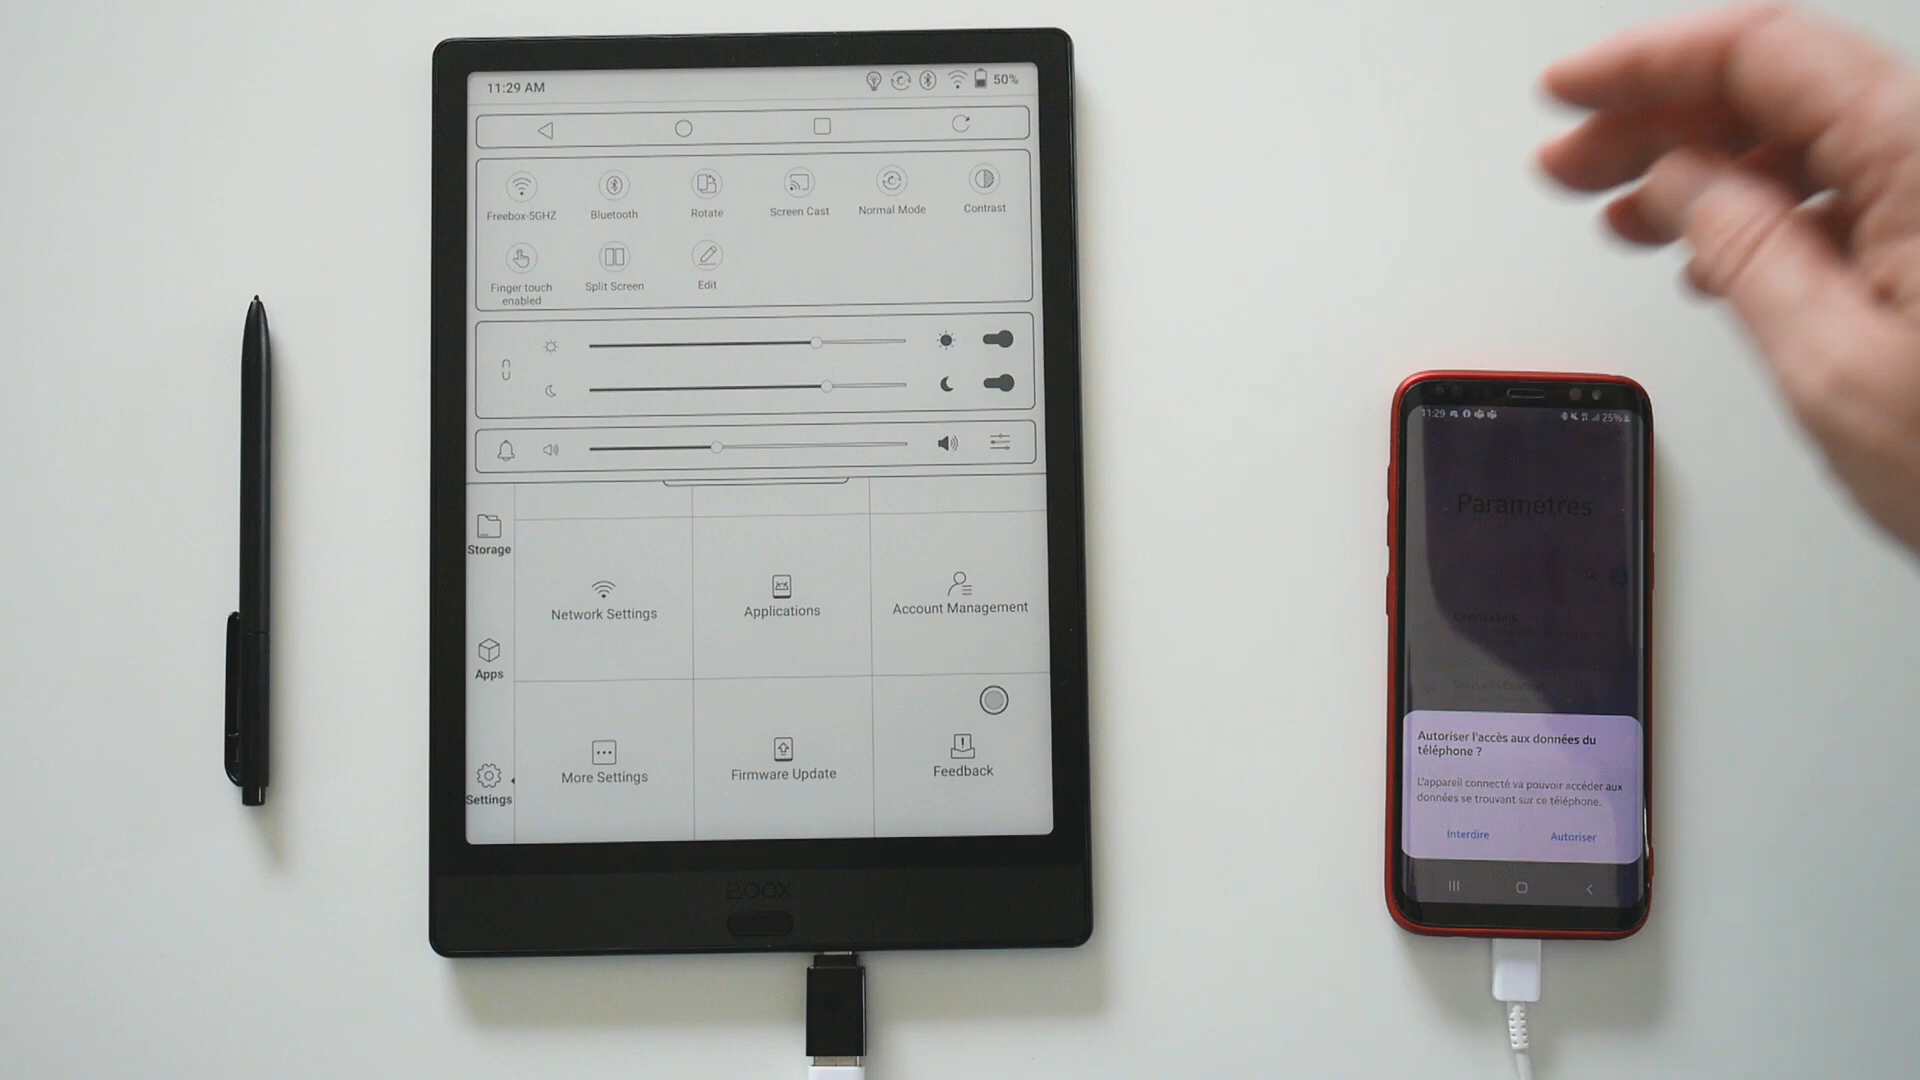 11:29 AM
50%
Freebox-5GHZ
Bluetooth
Rotate
Screen Cast
Normal Mode
Contrast
Finger touch
enabled
Split Screen
Edit
Storage
Apps
Settings
Network Settings
Applications
Account Management
More Settings
Firmware Update
Feedback
BOOX
11:29
25%
Paramètres
Connexions
Autoriser l'accès aux données du
téléphone ?
L'appareil connecté va pouvoir accéder aux
données se trouvant sur ce téléphone.
Interdire
Autoriser